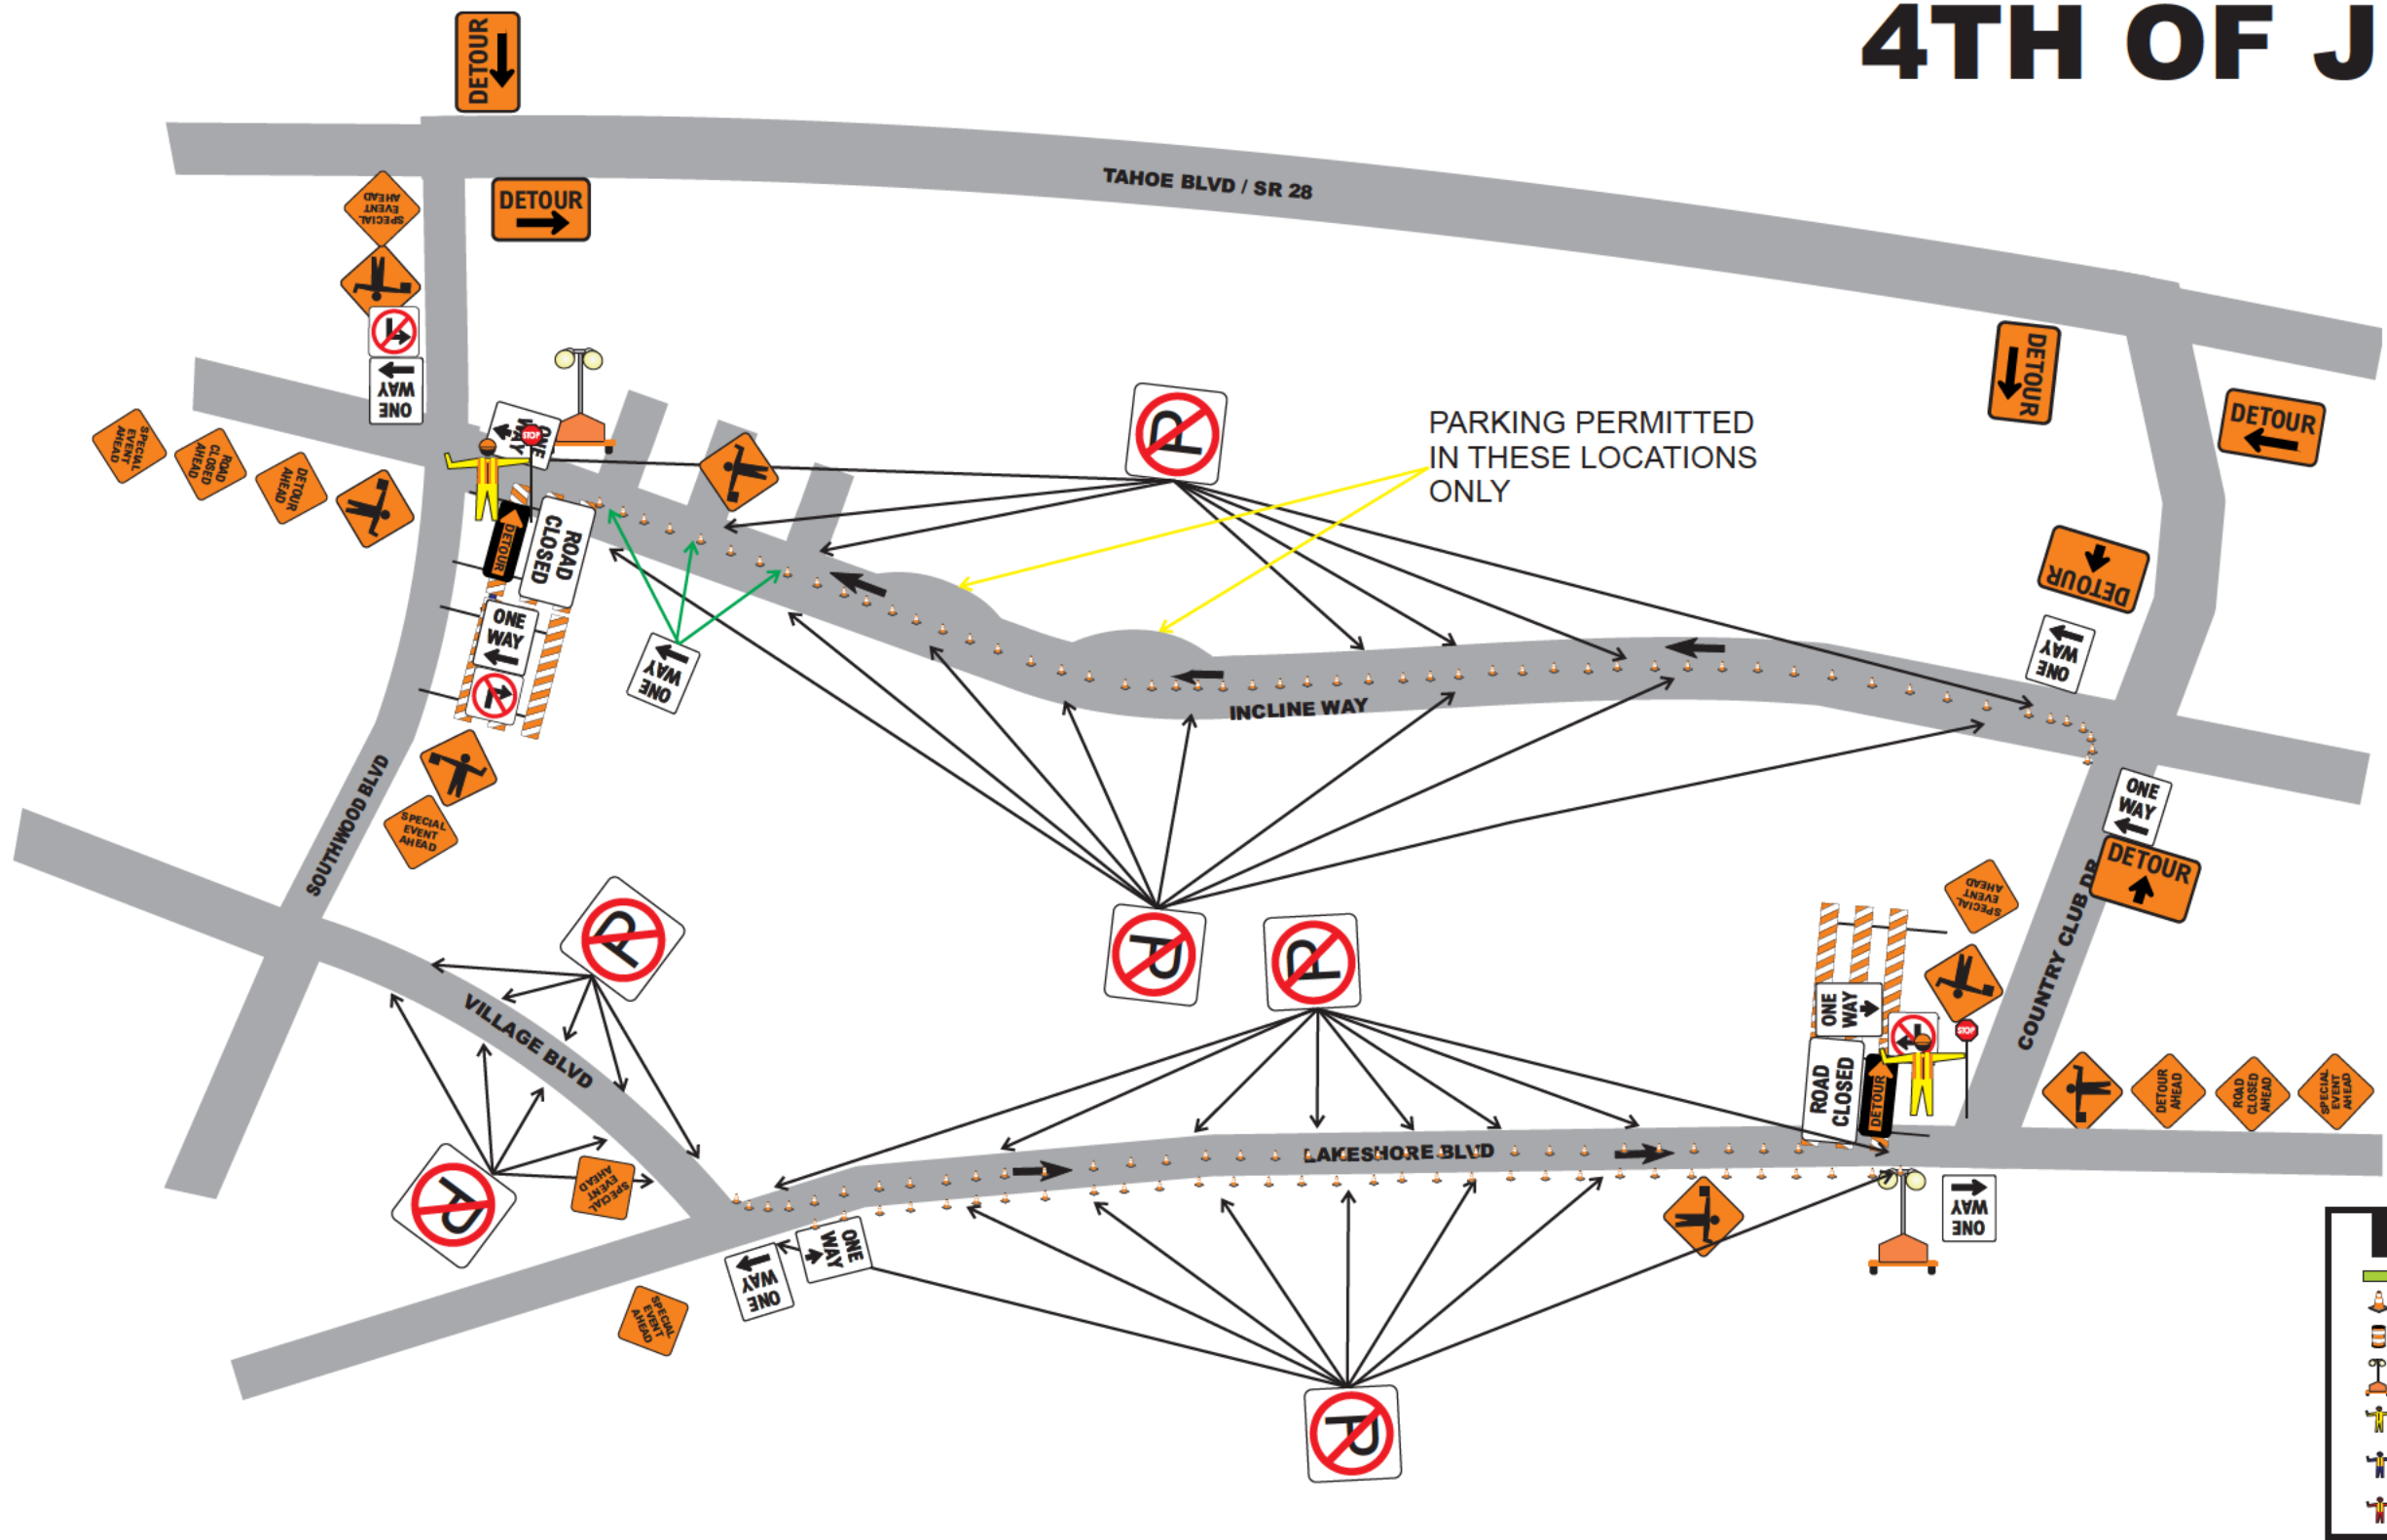 4TH OF J
DETOUR
TAHOE BLVD / SR 28
SPECIAL
EVENT
AHEAD
DETOUR
ONE
WAY
DETOUR
DETOUR
PARKING PERMITTED
IN THESE LOCATIONS
ONLY
P
SPECIAL
EVENT
AHEAD
ROAD
CLOSED
AHEAD
DETOUR
AHEAD
ONE
WAY
STOP
DETOUR
ROAD
CLOSED
ONE
WAY
ONE
WAY
DETOUR
ONE
WAY
INCLINE WAY
SOUTHWOOD BLVD
SPECIAL
EVENT
AHEAD
ONE
WAY
DETOUR
COUNTRY CLUB DR
SPECIAL
EVENT
AHEAD
P
P
P
VILLAGE BLVD
P
SPECIAL
EVENT
AHEAD
ONE
WAY
ROAD
CLOSED
DETOUR
STOP
DETOUR
AHEAD
ROAD
CLOSED
AHEAD
SPECIAL
EVENT
AHEAD
LAKESHORE BLVD
ONE
WAY
ONE
WAY
ONE
WAY
SPECIAL
EVENT
AHEAD
P